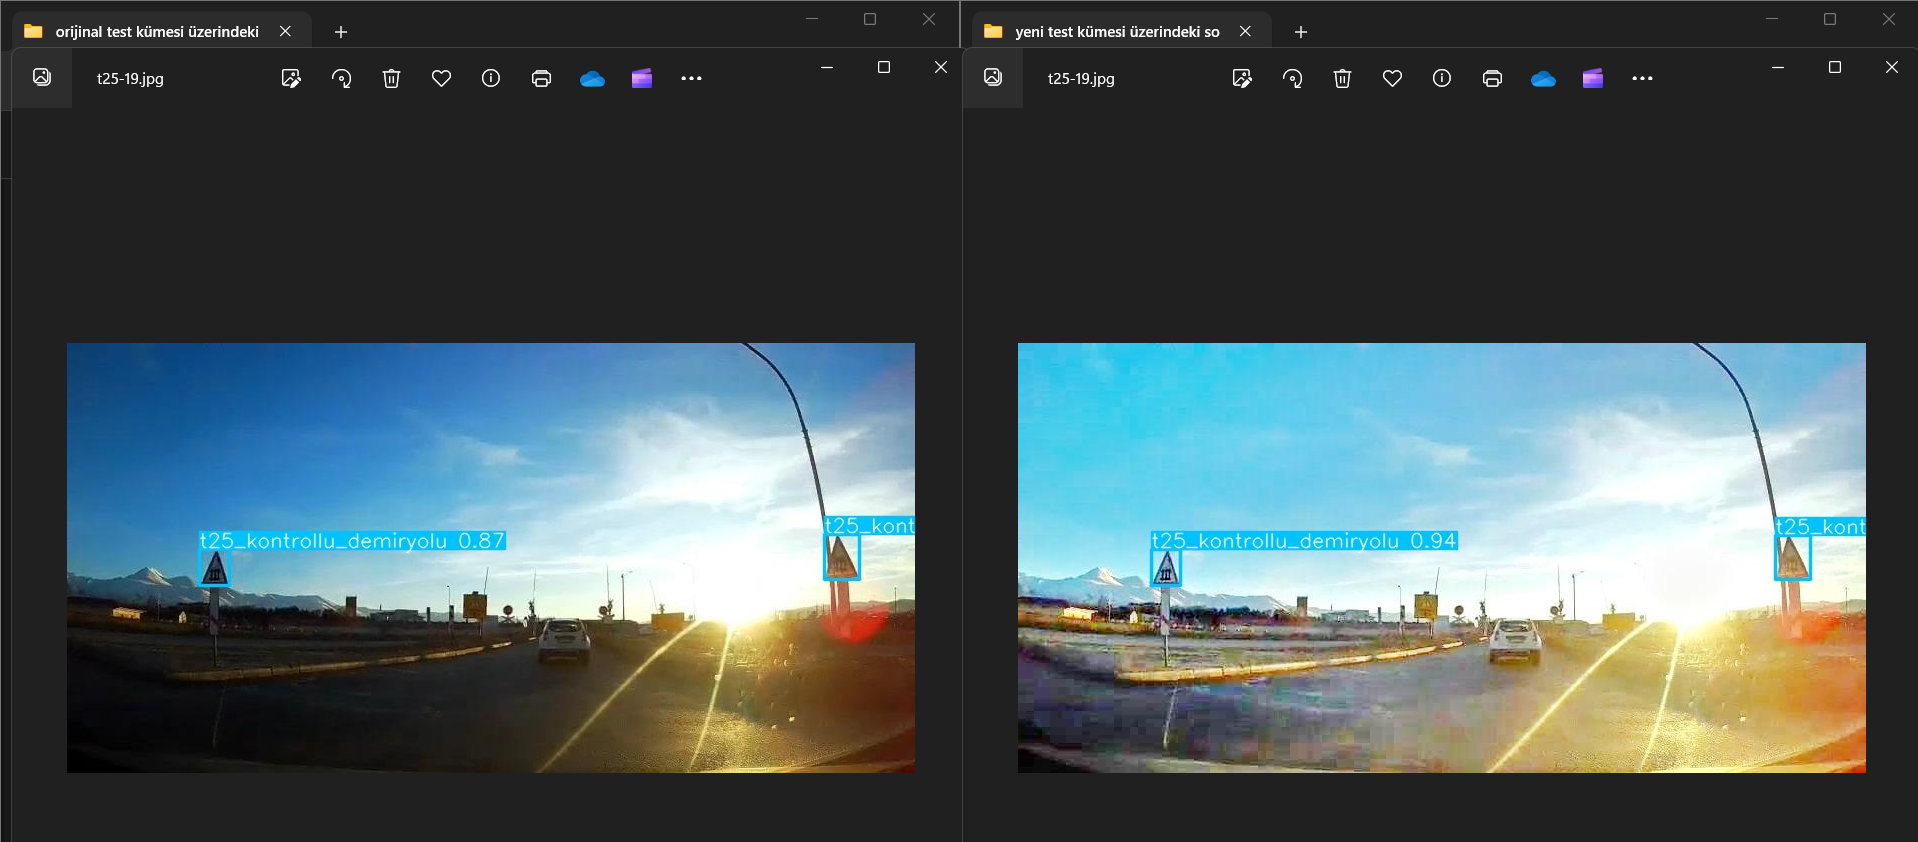 orijinal test kümesi üzerindeki
t25-19.jpg
t25_kontrollu_demiryolu 0.87
t25_kont
yeni test kümesi üzerindeki so
t25-19.jpg
t25_kontrollu_demiryolu 0.94
t25_kont